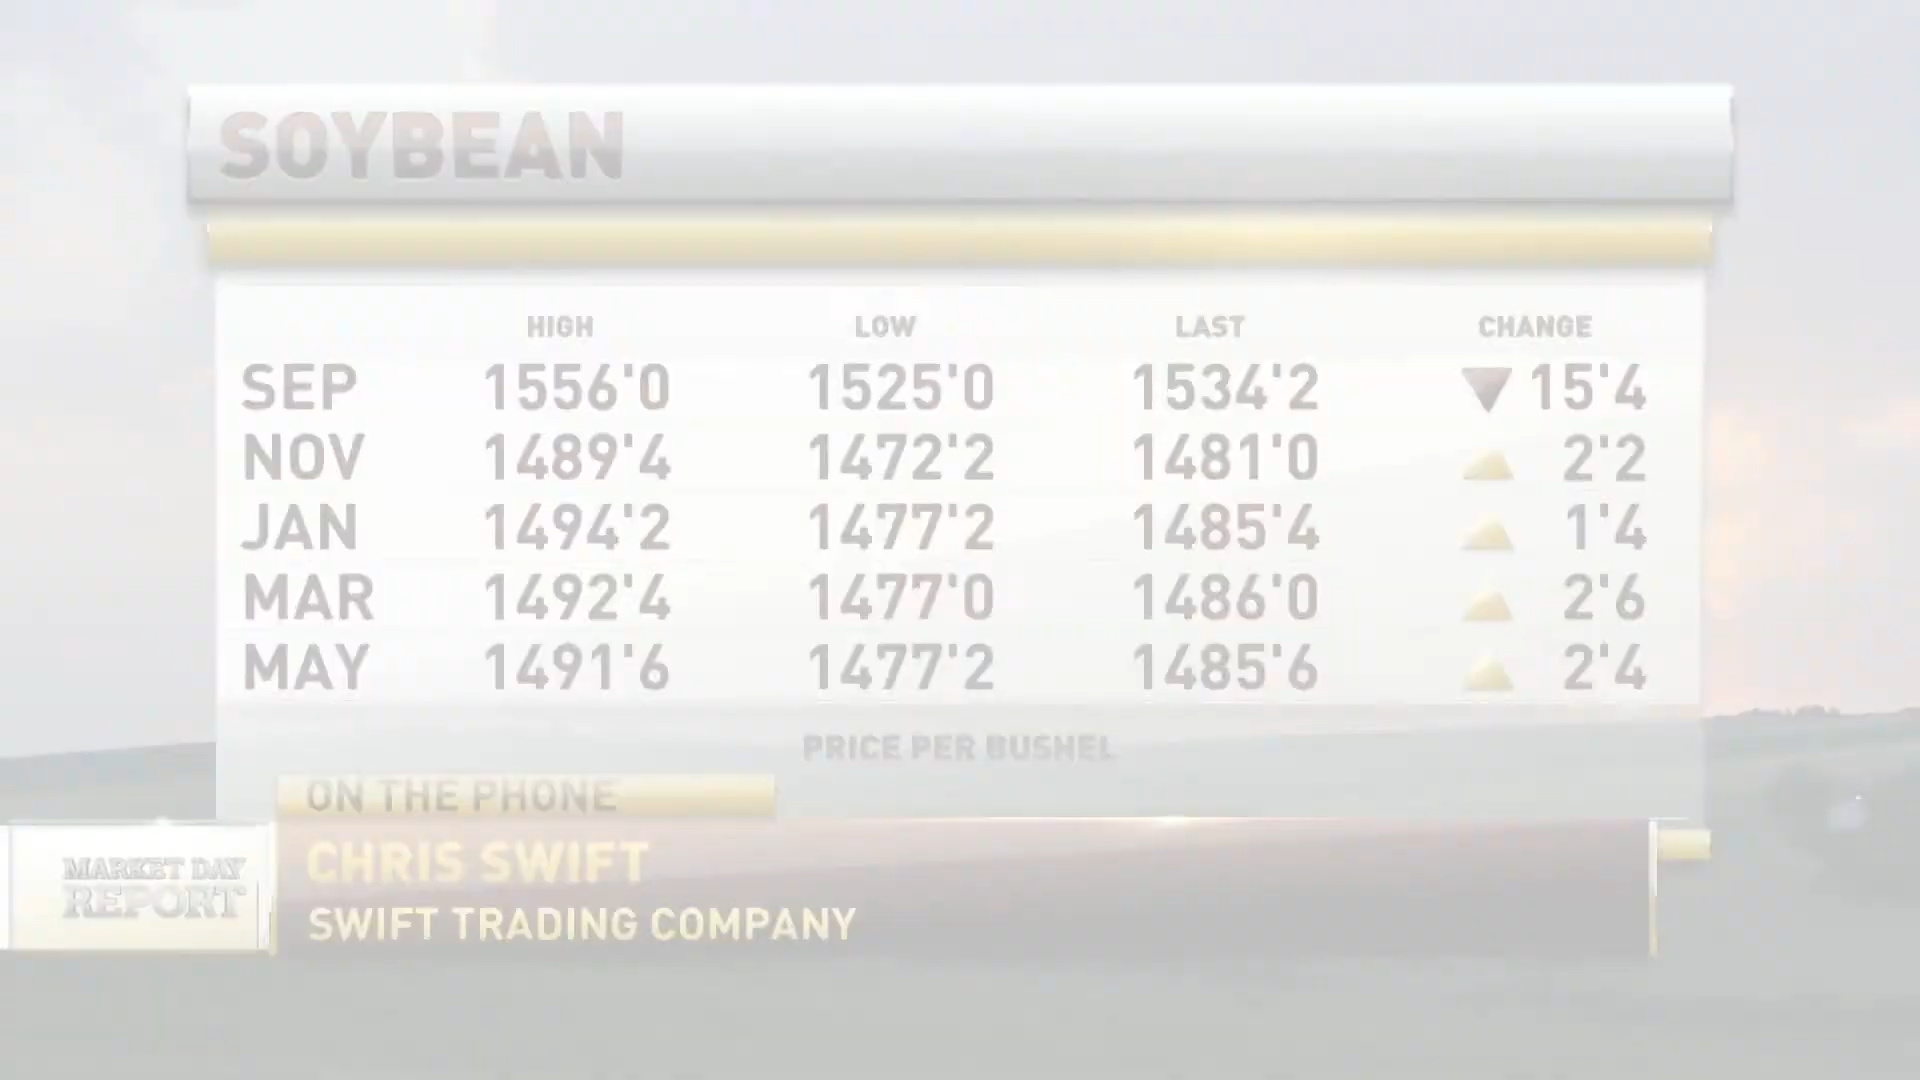 SOYBEAN
HIGH LOW LAST CHANGE
SEP 1556'0 1525'0 1534'2 ▼ 15'4
NOV 1489'4 1472'2 1481'0 ▲ 2'2
JAN 1494'2 1477'2 1485'4 ▲ 1'4
MAR 1492'4 1477'0 1486'0 ▲ 2'6
MAY 1491'6 1477'2 1485'6 ▲ 2'4
PRICE PER BUSHEL
ON THE PHONE
CHRIS SWIFT
SWIFT TRADING COMPANY
MARKET DAY
REPORT